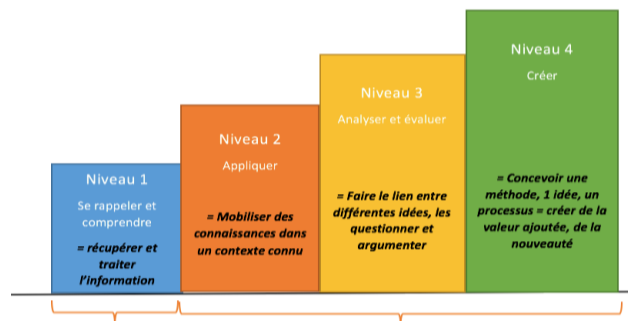 Niveau 1
Se rappeler et
comprendre
= récupérer et
traiter
l'information
Niveau 2
Appliquer
= Mobiliser des
connaissances dans
un contexte connu
Niveau 3
Analyser et évaluer
= Faire le lien entre
différentes idées, les
questionner et
argumenter
Niveau 4
Créer
= Concevoir une
méthode, 1 idée, un
processus = créer de la
valeur ajoutée, de la
nouveauté